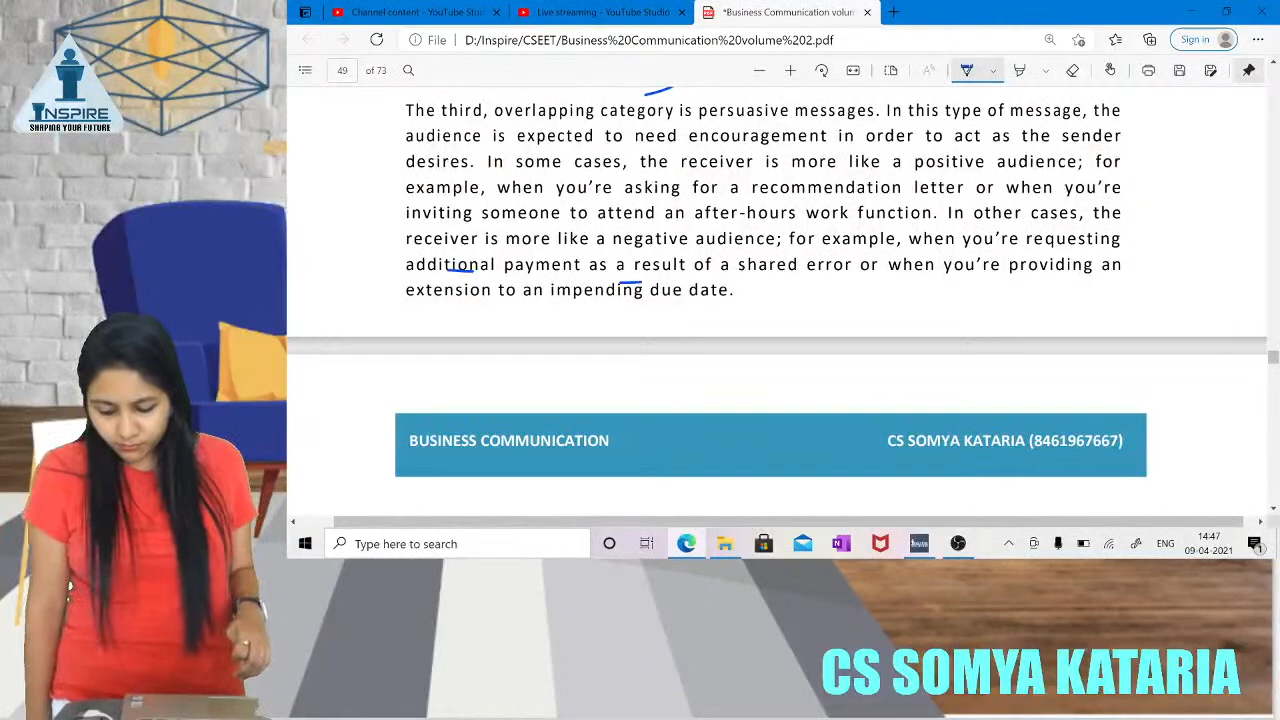 Channel content - YouTube Studio
Live streaming - YouTube Studio
*Business Communication volum
File
D:/Inspire/CSEET/Business%20Communication%20volume%202.pdf
Sign in
49 of 73
INSPIRE
SHAPING YOUR FUTURE
The third, overlapping category is persuasive messages. In this type of message, the
audience is expected to need encouragement in order to act as the sender
desires. In some cases, the receiver is more like a positive audience; for
example, when you’re asking for a recommendation letter or when you’re
inviting someone to attend an after-hours work function. In other cases, the
receiver is more like a negative audience; for example, when you’re requesting
additional payment as a result of a shared error or when you’re providing an
extension to an impending due date.
BUSINESS COMMUNICATION
CS SOMYA KATARIA (8461967667)
Type here to search
ENG
14:47
09-04-2021
CS SOMYA KATARIA